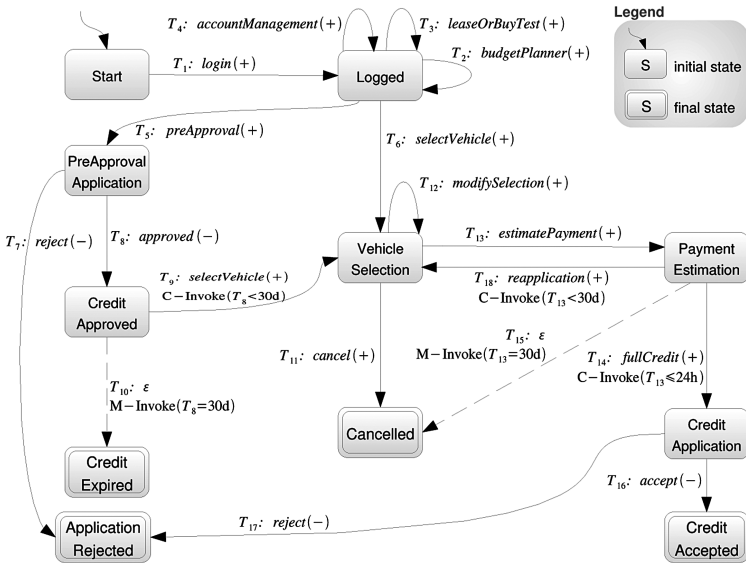 Legend
S
initial state
S
final state
T4: accountManagement(+)
T3: leaseOrBuyTest(+)
T2: budgetPlanner(+)
Start
T1: login(+)
Logged
T5: preApproval(+)
T6: selectVehicle(+)
PreApproval
Application
T12: modifySelection(+)
T7: reject(−)
T8: approved(−)
Vehicle
Selection
T13: estimatePayment(+)
Payment
Estimation
T9: selectVehicle(+)
C−Invoke(T8<30d)
T18: reapplication(+)
C−Invoke(T13<30d)
Credit
Approved
T15: ε
M−Invoke(T13=30d)
T11: cancel(+)
T14: fullCredit(+)
C−Invoke(T13⩽24h)
T10: ε
M−Invoke(T8=30d)
Cancelled
Credit
Application
Credit
Expired
T16: accept(−)
Application
Rejected
T17: reject(−)
Credit
Accepted